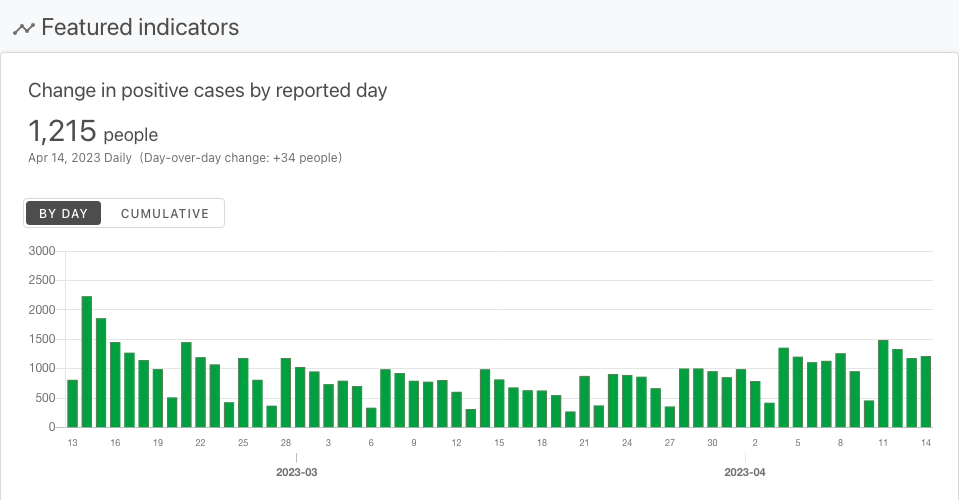 Featured indicators
Change in positive cases by reported day
1,215 people
Apr 14, 2023 Daily (Day-over-day change: +34 people)
BY DAY CUMULATIVE
3000
2500
2000
1500
1000
500
0
13 16 19 22 25 28 3 6 9 12 15 18 21 24 27 30 2 5 8 11 14
2023-03 2023-04